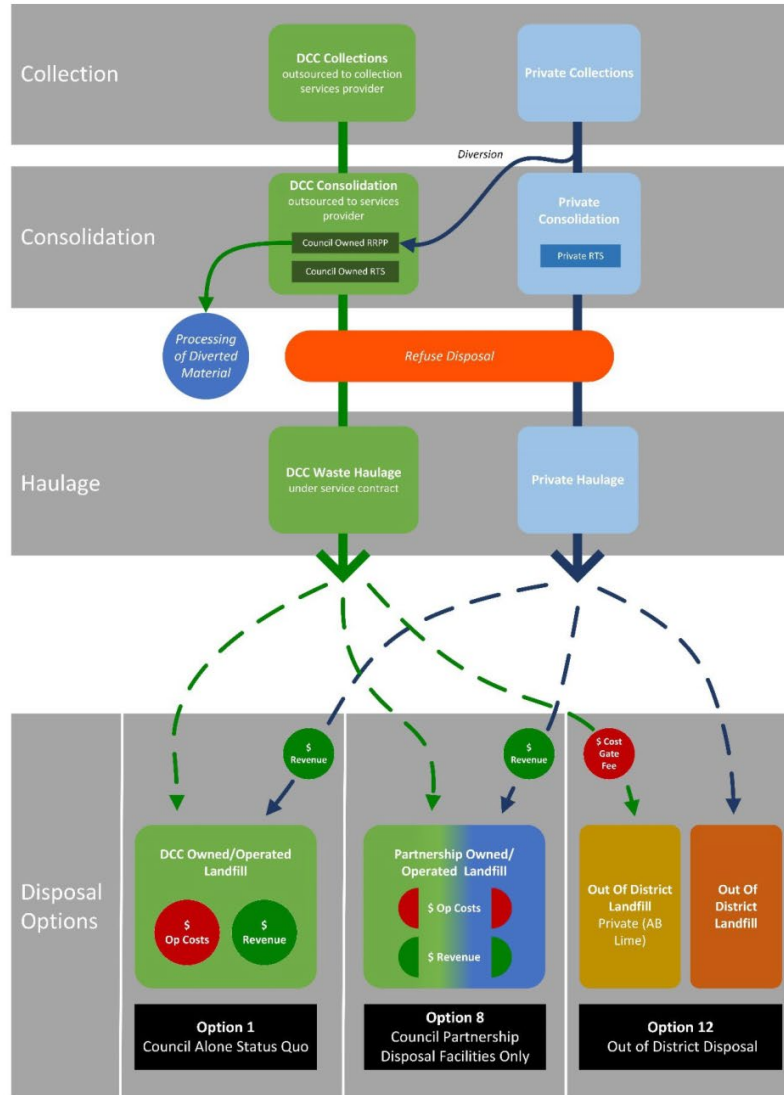 Collection
DCC Collections
outsourced to collection
services provider
Private Collections
Diversion
Consolidation
DCC Consolidation
outsourced to services
provider
Council Owned RRPP
Council Owned RTS
Private
Consolidation
Private RTS
Processing
of Diverted
Material
Refuse Disposal
Haulage
DCC Waste Haulage
under service contract
Private Haulage
$
Revenue
$
Revenue
$ Cost
Gate
Fee
Disposal
Options
DCC Owned/Operated
Landfill
$
Op Costs
$
Revenue
Partnership Owned/
Operated Landfill
$ Op Costs
$ Revenue
Out Of District
Landfill
Private (AB
Lime)
Out Of
District
Landfill
Option 1
Council Alone Status Quo
Option 8
Council Partnership
Disposal Facilities Only
Option 12
Out of District Disposal